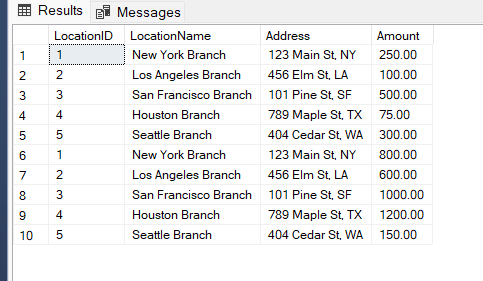 Results Messages
LocationID LocationName Address Amount
1 1 New York Branch 123 Main St, NY 250.00
2 2 Los Angeles Branch 456 Elm St, LA 100.00
3 3 San Francisco Branch 101 Pine St, SF 500.00
4 4 Houston Branch 789 Maple St, TX 75.00
5 5 Seattle Branch 404 Cedar St, WA 300.00
6 1 New York Branch 123 Main St, NY 800.00
7 2 Los Angeles Branch 456 Elm St, LA 600.00
8 3 San Francisco Branch 101 Pine St, SF 1000.00
9 4 Houston Branch 789 Maple St, TX 1200.00
10 5 Seattle Branch 404 Cedar St, WA 150.00